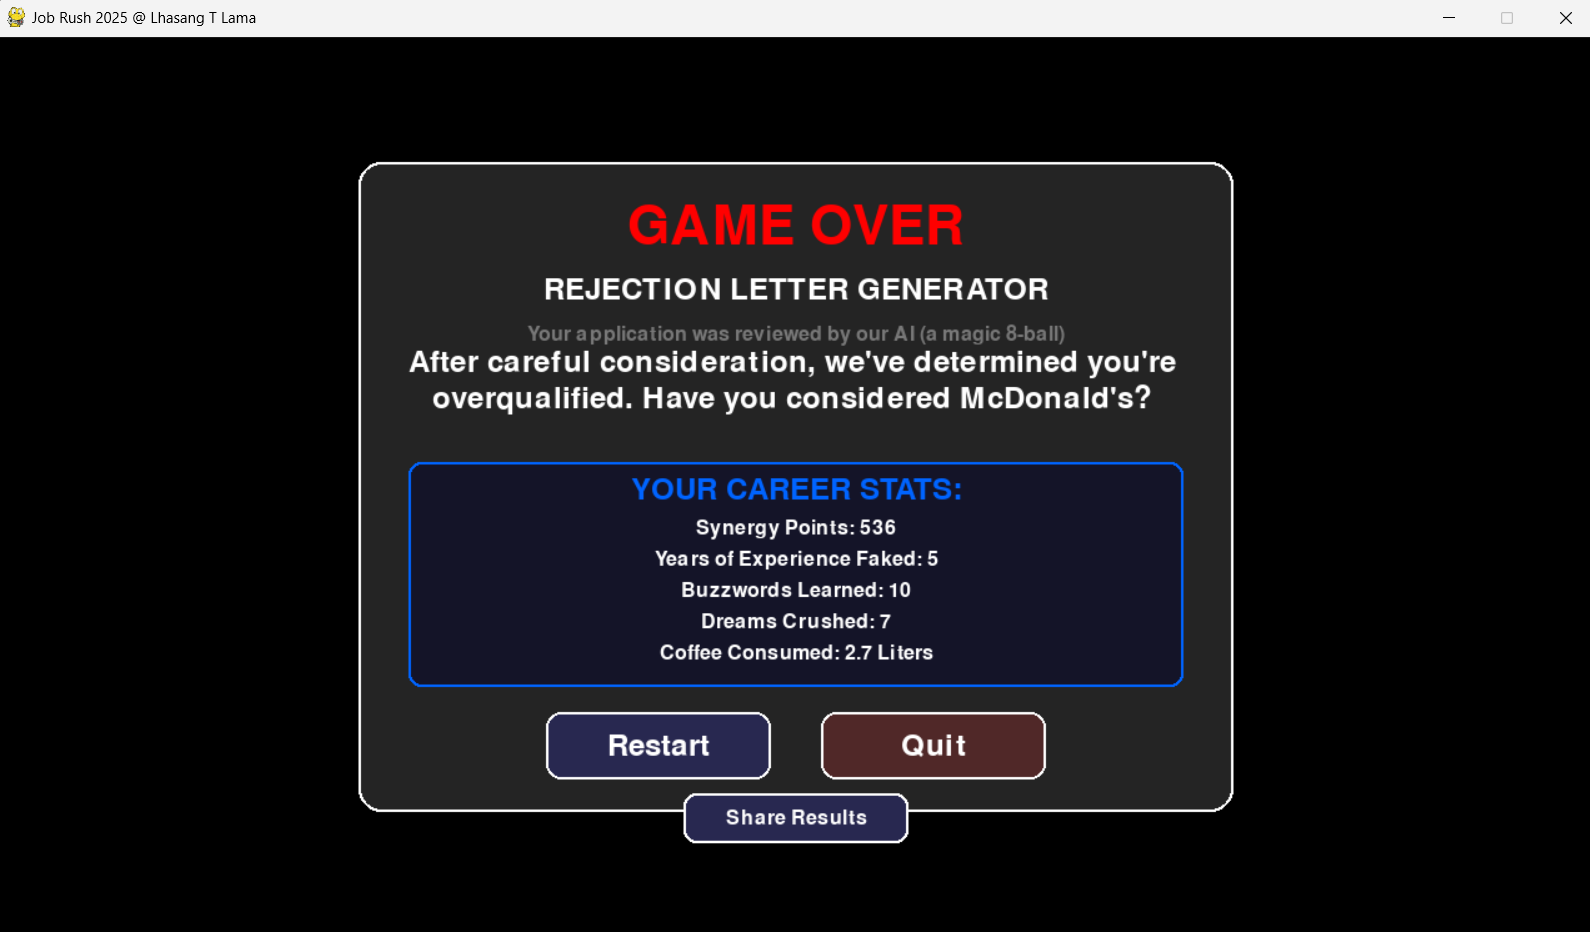 Job Rush 2025 @ Lhasang T Lama
GAME OVER
REJECTION LETTER GENERATOR
Your application was reviewed by our AI (a magic 8-ball)
After careful consideration, we've determined you're
overqualified. Have you considered McDonald's?
YOUR CAREER STATS:
Synergy Points: 536
Years of Experience Faked: 5
Buzzwords Learned: 10
Dreams Crushed: 7
Coffee Consumed: 2.7 Liters
Restart
Quit
Share Results